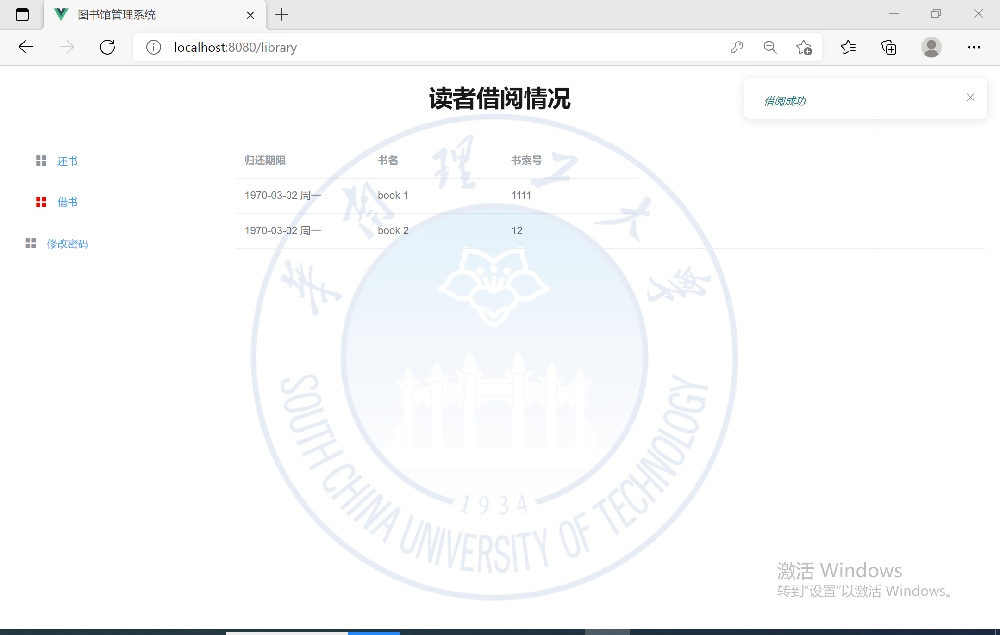 图书馆管理系统
localhost:8080/library
读者借阅情况
借阅成功
还书
借书
修改密码
归还期限 书名 书索号
1970-03-02 周一 book 1 1111
1970-03-02 周一 book 2 12
华南理工大学
SOUTH CHINA UNIVERSITY OF TECHNOLOGY
1934
激活 Windows
转到“设置”以激活 Windows。